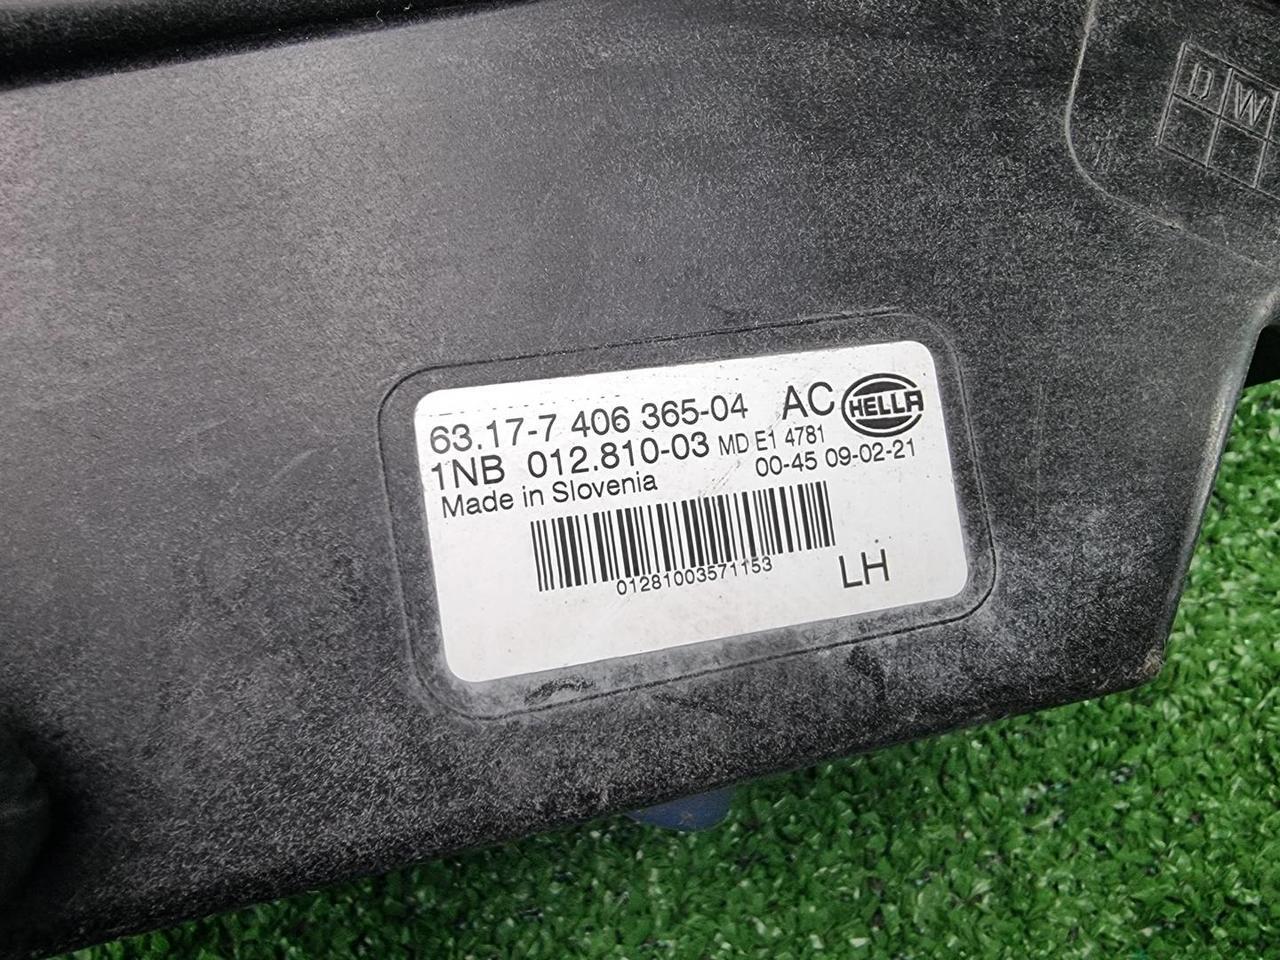 D W
63.17-7 406 365-04 AC HELLA
1NB 012.810-03 MD E1 4781
Made in Slovenia 00-45 09-02-21
01281003571153
LH